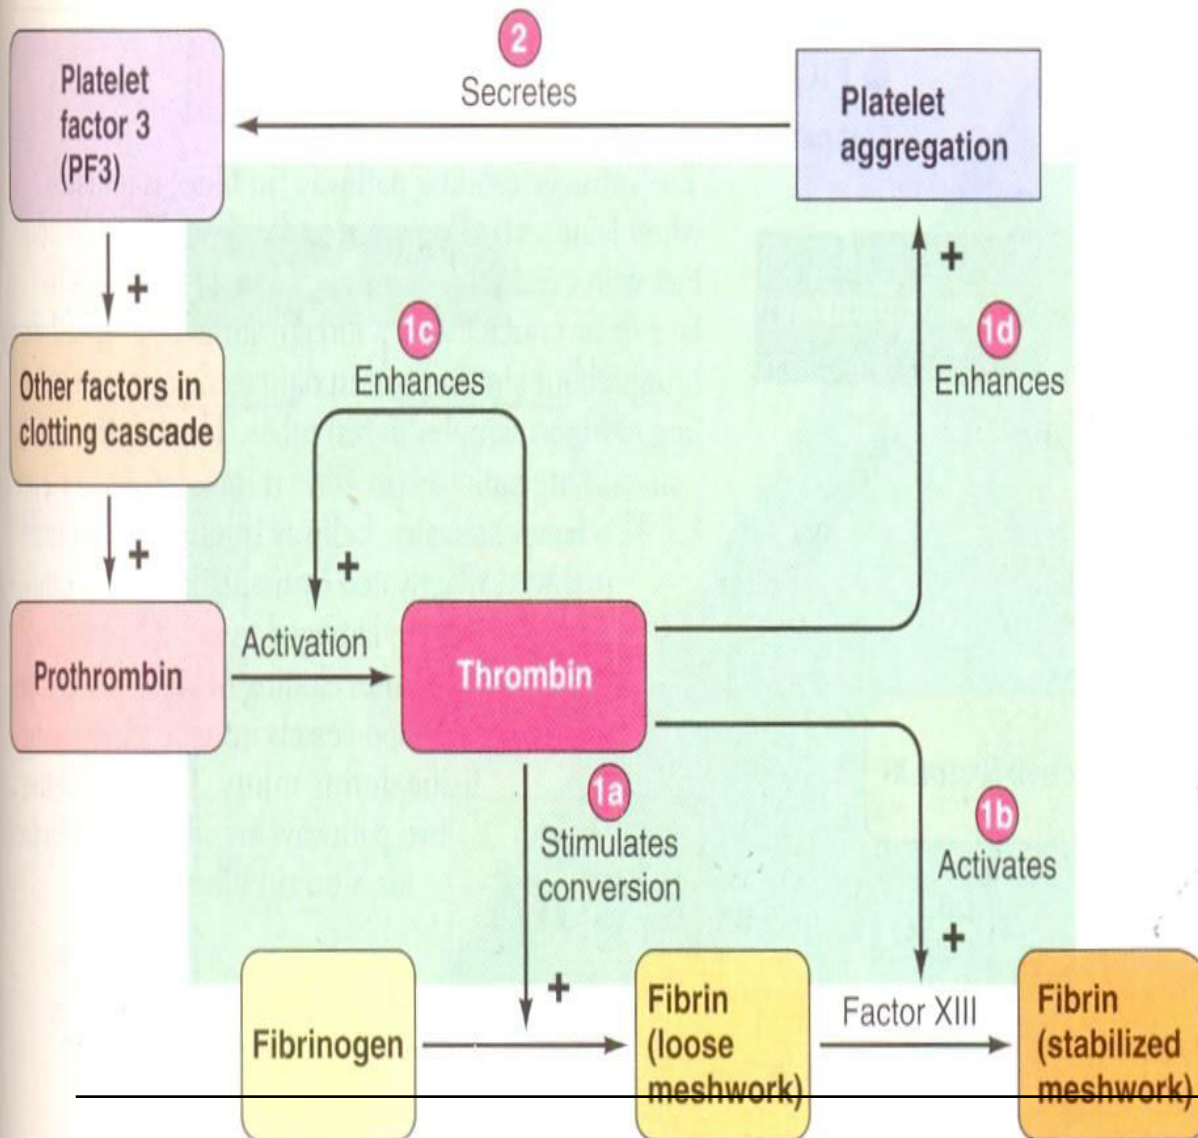 2
Secretes
Platelet
factor 3
(PF3)
Platelet
aggregation
+
+
1c
Enhances
1d
Enhances
Other factors in
clotting cascade
+
+
Prothrombin
Activation
Thrombin
1a
Stimulates
conversion
1b
Activates
+
+
Fibrinogen
Fibrin
(loose
meshwork)
Factor XIII
Fibrin
(stabilized
meshwork)